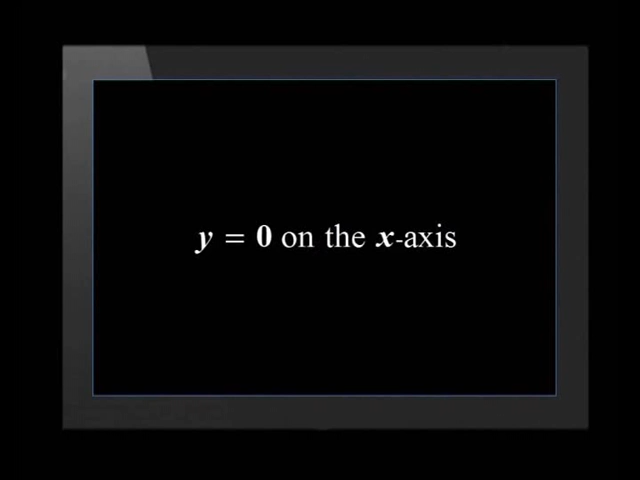 y = 0 on the x-axis